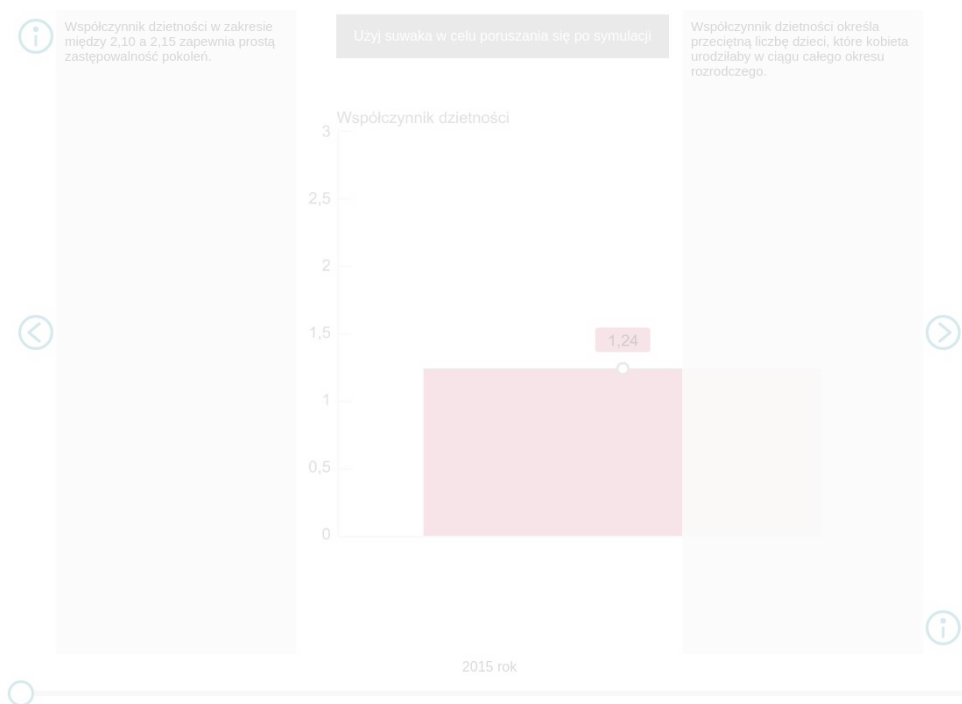 Współczynnik dzietności w zakresie
między 2,10 a 2,15 zapewnia prostą
zastępowalność pokoleń.
Użyj suwaka w celu poruszania się po symulacji
Współczynnik dzietności określa
przeciętną liczbę dzieci, które kobieta
urodziłaby w ciągu całego okresu
rozrodczego.
Współczynnik dzietności
3
2,5
2
1,5
1,24
1
0,5
0
2015 rok